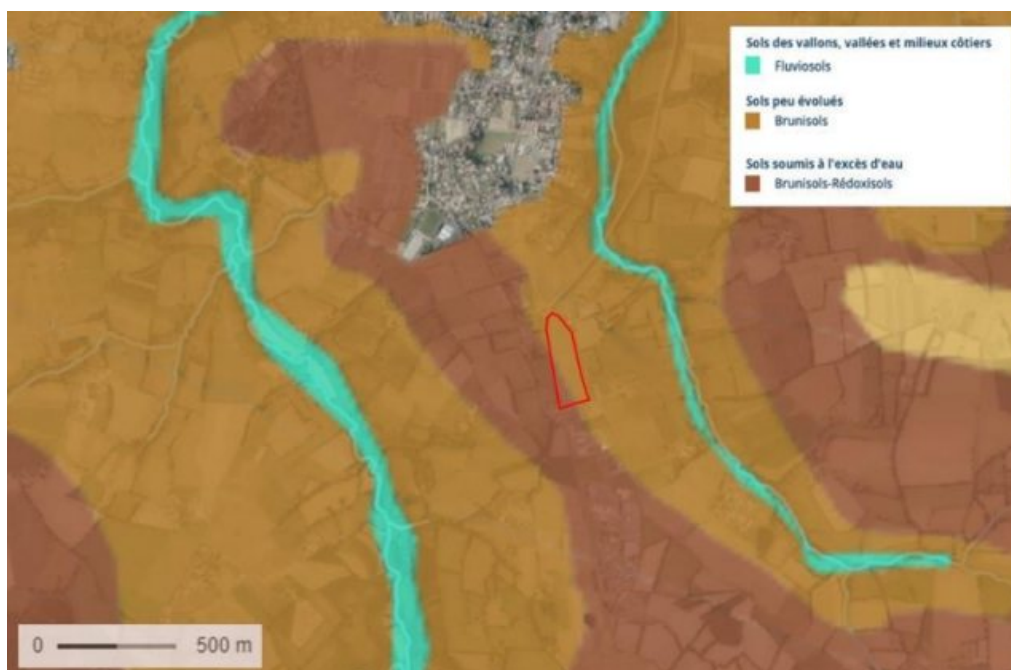 Sols des vallons, vallées et milieux côtiers
Fluviosols
Sols peu évolués
Brunisols
Sols soumis à l'excès d'eau
Brunisols-Rédoxisols
0 500 m